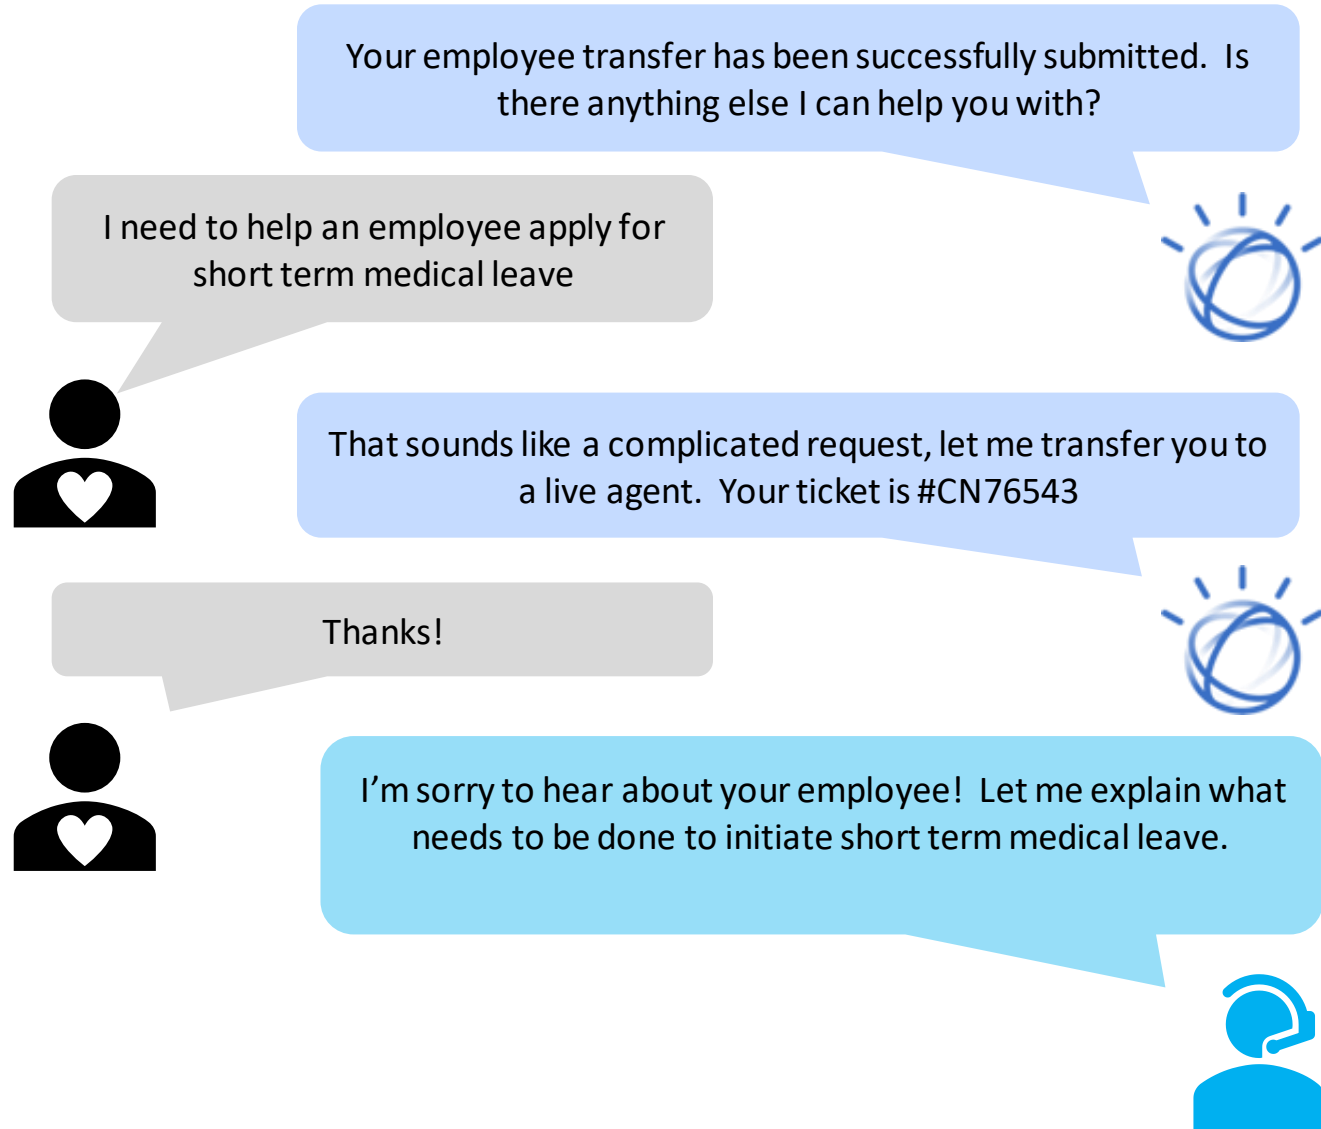 Your employee transfer has been successfully submitted.  Is
there anything else I can help you with?
I need to help an employee apply for
short term medical leave
That sounds like a complicated request, let me transfer you to
a live agent.  Your ticket is #CN76543
Thanks!
I’m sorry to hear about your employee!  Let me explain what
needs to be done to initiate short term medical leave.